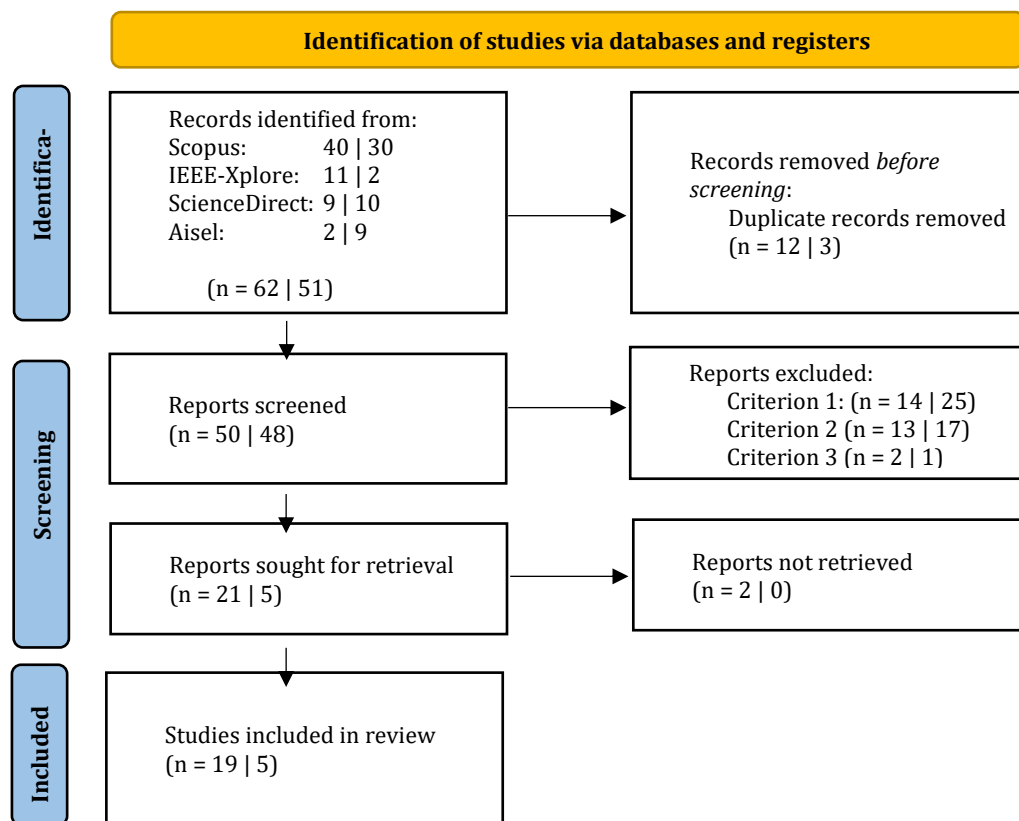 Identification of studies via databases and registers
Identifica-
Records identified from:
Scopus: 40 | 30
IEEE-Xplore: 11 | 2
ScienceDirect: 9 | 10
Aisel: 2 | 9
(n = 62 | 51)
Records removed before
screening:
Duplicate records removed
(n = 12 | 3)
Screening
Reports screened
(n = 50 | 48)
Reports excluded:
Criterion 1: (n = 14 | 25)
Criterion 2 (n = 13 | 17)
Criterion 3 (n = 2 | 1)
Reports sought for retrieval
(n = 21 | 5)
Reports not retrieved
(n = 2 | 0)
Included
Studies included in review
(n = 19 | 5)